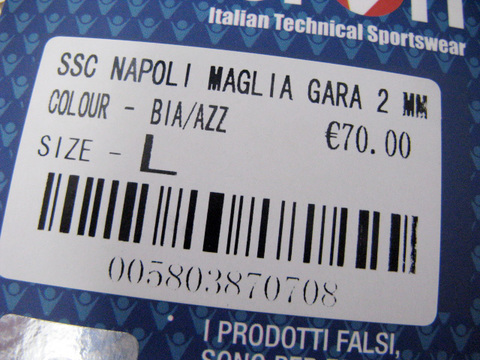 Italian Technical Sportswear
SSC NAPOLI MAGLIA GARA 2 MM
COLOUR - BIA/AZZ
€70.00
SIZE - L
005803870708
I PRODOTTI FALSI,